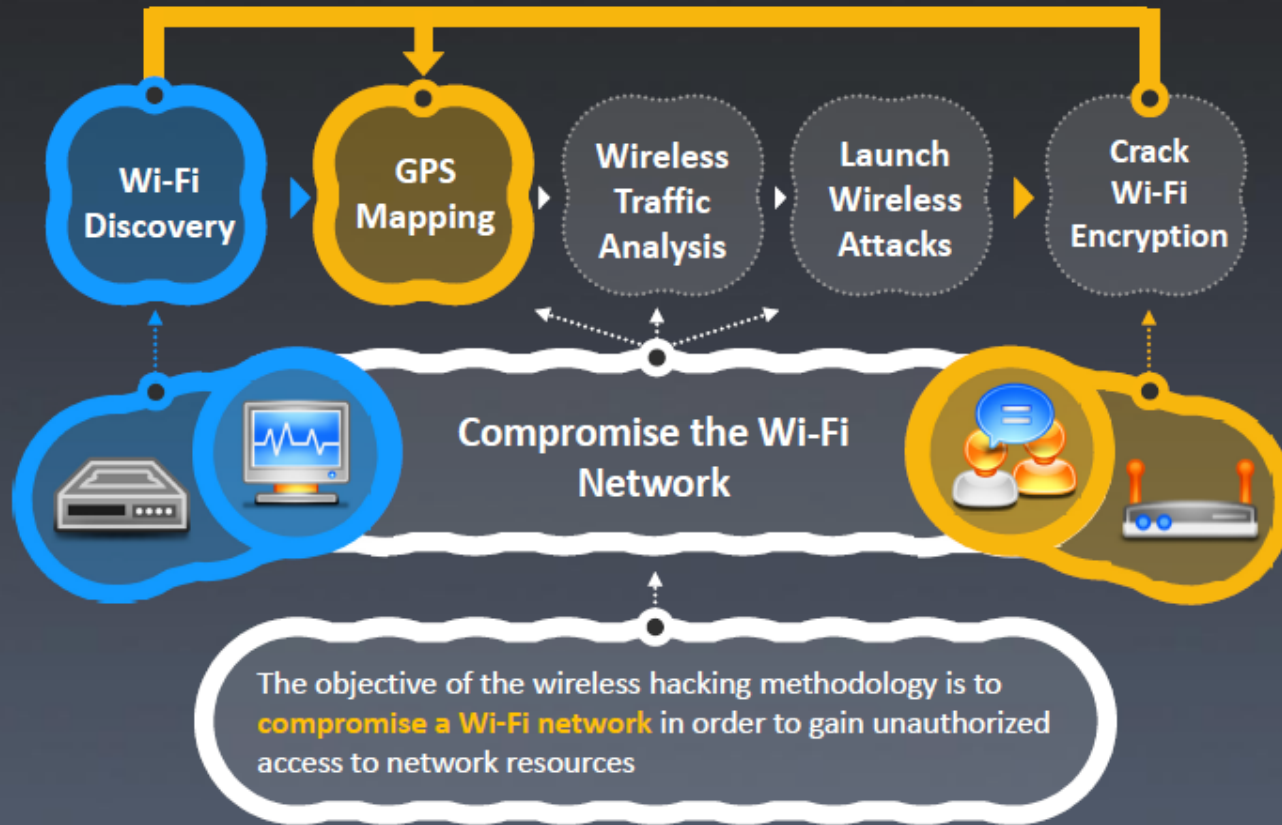 Wi-Fi
Discovery
GPS
Mapping
Wireless
Traffic
Analysis
Launch
Wireless
Attacks
Crack
Wi-Fi
Encryption
Compromise the Wi-Fi
Network
The objective of the wireless hacking methodology is to
compromise a Wi-Fi network in order to gain unauthorized
access to network resources